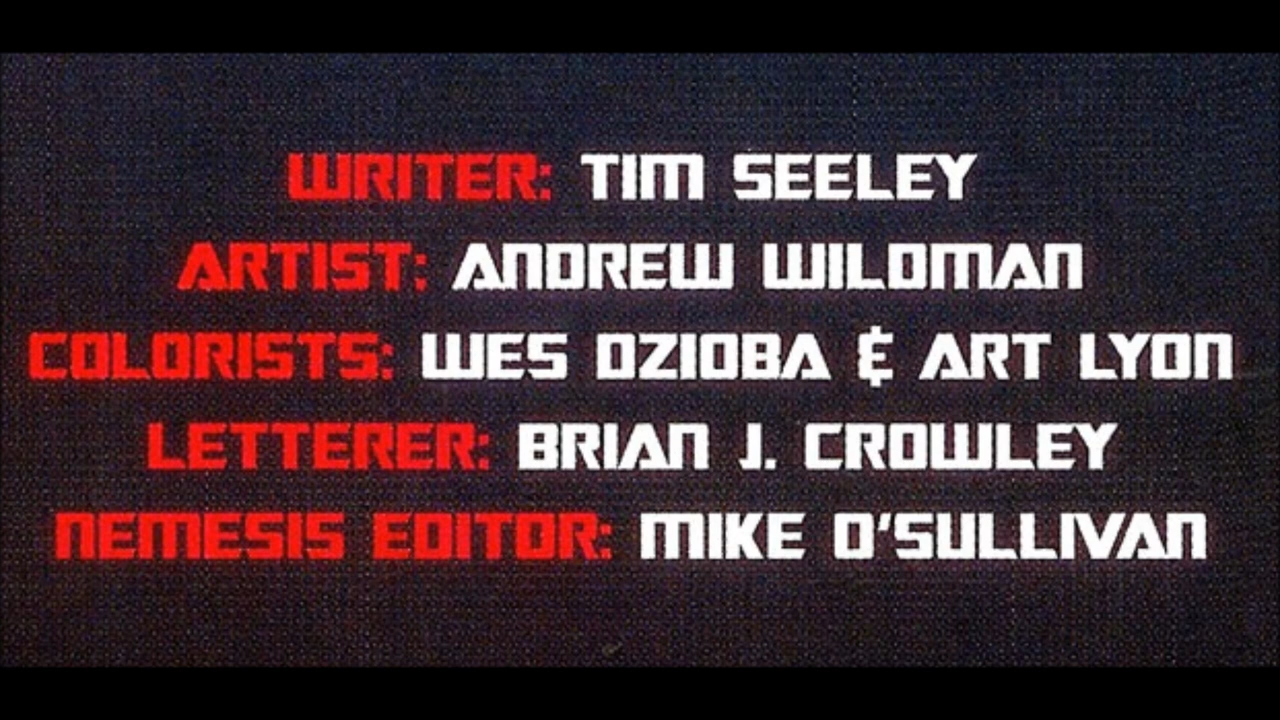 WRITER: TIM SEELEY
ARTIST: ANDREW WILDMAN
COLORISTS: WES DZIOBA & ART LYON
LETTERER: BRIAN J. CROWLEY
NEMESIS EDITOR: MIKE O'SULLIVAN